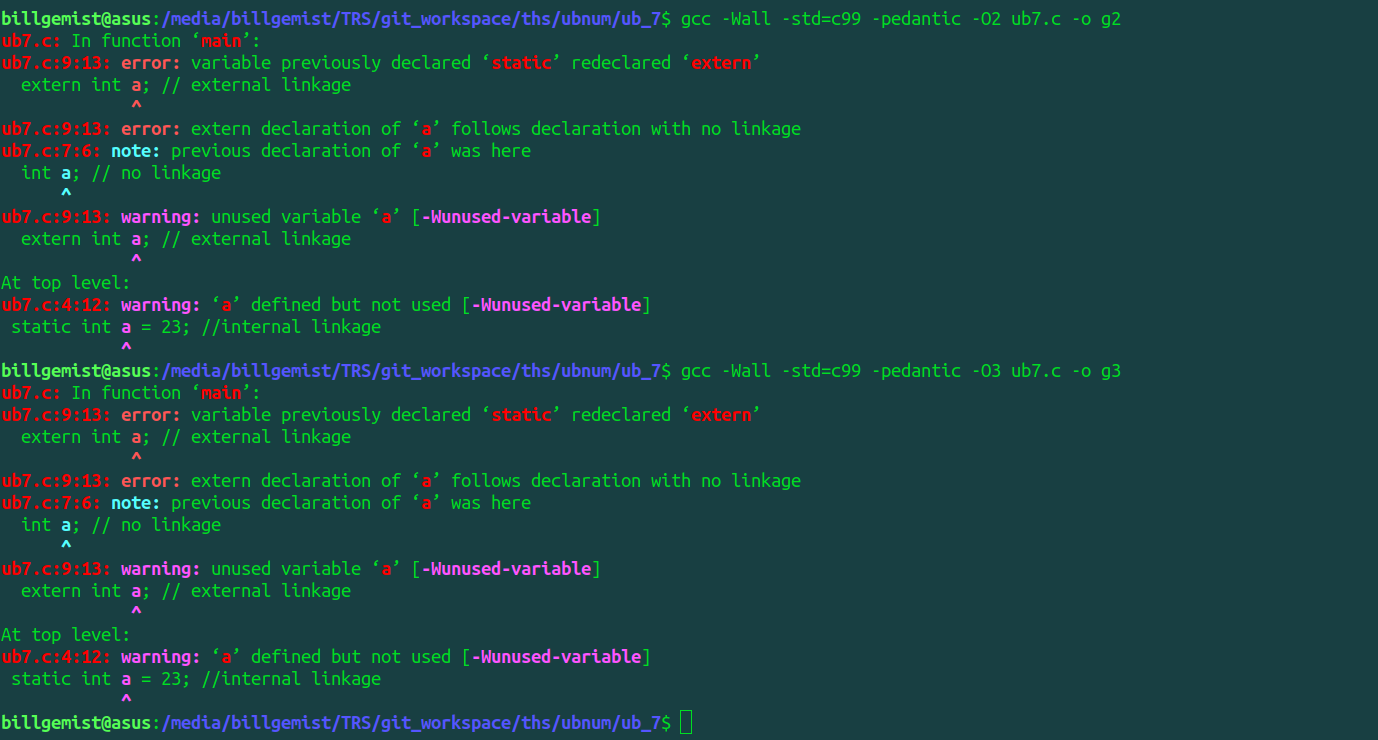 billgemist@asus:/media/billgemist/TRS/git_workspace/ths/ubnum/ub_7$ gcc -Wall -std=c99 -pedantic -O2 ub7.c -o g2
ub7.c: In function ‘main’:
ub7.c:9:13: error: variable previously declared ‘static’ redeclared ‘extern’
  extern int a; // external linkage
             ^
ub7.c:9:13: error: extern declaration of ‘a’ follows declaration with no linkage
ub7.c:7:6: note: previous declaration of ‘a’ was here
  int a; // no linkage
      ^
ub7.c:9:13: warning: unused variable ‘a’ [-Wunused-variable]
  extern int a; // external linkage
             ^
At top level:
ub7.c:4:12: warning: ‘a’ defined but not used [-Wunused-variable]
 static int a = 23; //internal linkage
            ^
billgemist@asus:/media/billgemist/TRS/git_workspace/ths/ubnum/ub_7$ gcc -Wall -std=c99 -pedantic -O3 ub7.c -o g3
ub7.c: In function ‘main’:
ub7.c:9:13: error: variable previously declared ‘static’ redeclared ‘extern’
  extern int a; // external linkage
             ^
ub7.c:9:13: error: extern declaration of ‘a’ follows declaration with no linkage
ub7.c:7:6: note: previous declaration of ‘a’ was here
  int a; // no linkage
      ^
ub7.c:9:13: warning: unused variable ‘a’ [-Wunused-variable]
  extern int a; // external linkage
             ^
At top level:
ub7.c:4:12: warning: ‘a’ defined but not used [-Wunused-variable]
 static int a = 23; //internal linkage
            ^
billgemist@asus:/media/billgemist/TRS/git_workspace/ths/ubnum/ub_7$